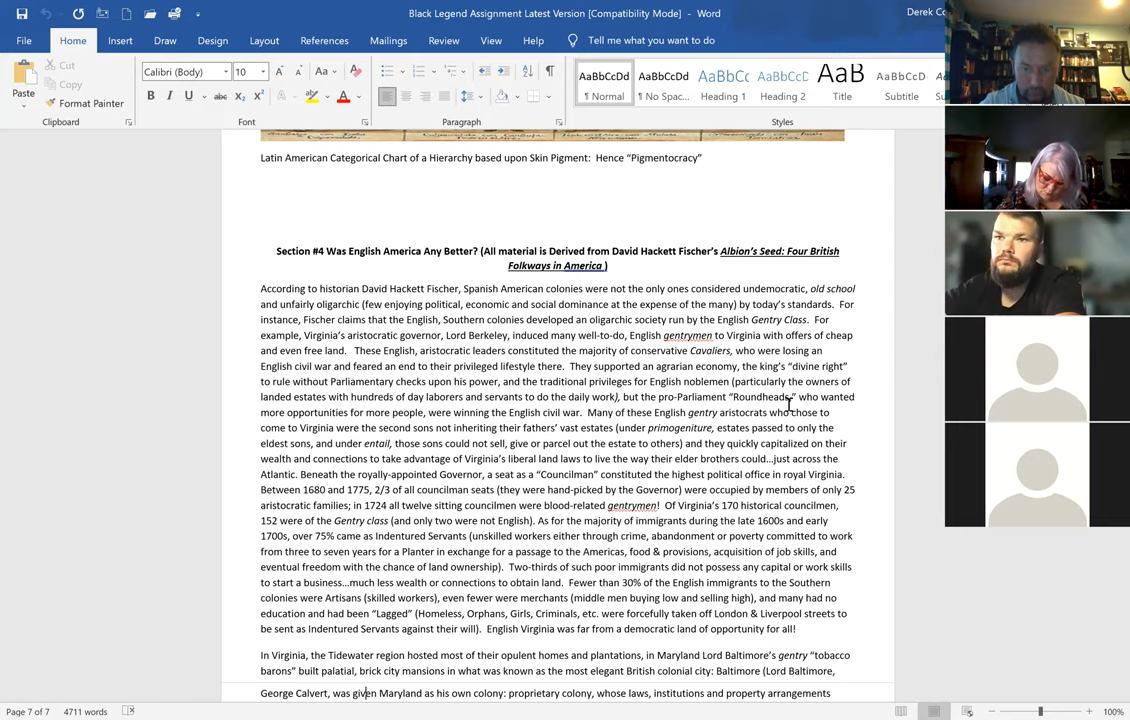 Black Legend Assignment Latest Version [Compatibility Mode] - Word
Derek Co
File Home Insert Draw Design Layout References Mailings Review View Help Tell me what you want to do
Paste
Cut
Copy
Format Painter
Clipboard
Calibri (Body) 10
Font
Paragraph
AaBbCcDd AaBbCcDd AaBbCc AaBbCcD AaB AaBbCcD
¶ Normal ¶ No Spac... Heading 1 Heading 2 Title Subtitle
Styles
Latin American Categorical Chart of a Hierarchy based upon Skin Pigment: Hence “Pigmentocracy”
Section #4 Was English America Any Better? (All material is Derived from David Hackett Fischer’s Albion’s Seed: Four British
Folkways in America )
According to historian David Hackett Fischer, Spanish American colonies were not the only ones considered undemocratic, old school
and unfairly oligarchic (few enjoying political, economic and social dominance at the expense of the many) by today’s standards. For
instance, Fischer claims that the English, Southern colonies developed an oligarchic society run by the English Gentry Class. For
example, Virginia’s aristocratic governor, Lord Berkeley, induced many well-to-do, English gentrymen to Virginia with offers of cheap
and even free land. These English, aristocratic leaders constituted the majority of conservative Cavaliers, who were losing an
English civil war and feared an end to their privileged lifestyle there. They supported an agrarian economy, the king’s “divine right”
to rule without Parliamentary checks upon his power, and the traditional privileges for English noblemen (particularly the owners of
landed estates with hundreds of day laborers and servants to do the daily work), but the pro-Parliament “Roundheads,” who wanted
more opportunities for more people, were winning the English civil war. Many of these English gentry aristocrats who chose to
come to Virginia were the second sons not inheriting their fathers’ vast estates (under primogeniture, estates passed to only the
eldest sons, and under entail, those sons could not sell, give or parcel out the estate to others) and they quickly capitalized on their
wealth and connections to take advantage of Virginia’s liberal land laws to live the way their elder brothers could...just across the
Atlantic. Beneath the royally-appointed Governor, a seat as a “Councilman” constituted the highest political office in royal Virginia.
Between 1680 and 1775, 2/3 of all councilman seats (they were hand-picked by the Governor) were occupied by members of only 25
aristocratic families; in 1724 all twelve sitting councilmen were blood-related gentrymen! Of Virginia’s 170 historical councilmen,
152 were of the Gentry class (and only two were not English). As for the majority of immigrants during the late 1600s and early
1700s, over 75% came as Indentured Servants (unskilled workers either through crime, abandonment or poverty committed to work
from three to seven years for a Planter in exchange for a passage to the Americas, food & provisions, acquisition of job skills, and
eventual freedom with the chance of land ownership). Two-thirds of such poor immigrants did not possess any capital or work skills
to start a business...much less wealth or connections to obtain land. Fewer than 30% of the English immigrants to the Southern
colonies were Artisans (skilled workers), even fewer were merchants (middle men buying low and selling high), and many had no
education and had been “Lagged” (Homeless, Orphans, Girls, Criminals, etc. were forcefully taken off London & Liverpool streets to
be sent as Indentured Servants against their will). English Virginia was far from a democratic land of opportunity for all!
In Virginia, the Tidewater region hosted most of their opulent homes and plantations, in Maryland Lord Baltimore’s gentry “tobacco
barons” built palatial, brick city mansions in what was known as the most elegant British colonial city: Baltimore (Lord Baltimore,
George Calvert, was given Maryland as his own colony: proprietary colony, whose laws, institutions and property arrangements
Page 7 of 7 4711 words 100%